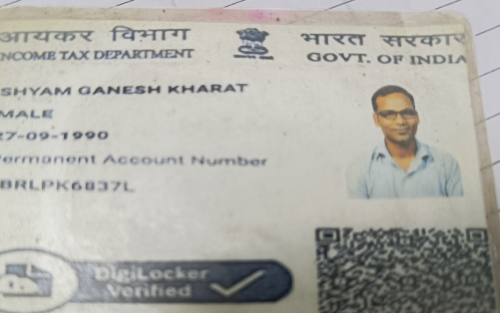 आयकर विभाग
INCOME TAX DEPARTMENT
भारत सरकार
GOVT. OF INDIA
SHYAM GANESH KHARAT
MALE
27-09-1990
Permanent Account Number
BRLPK6837L
DigiLocker
Verified